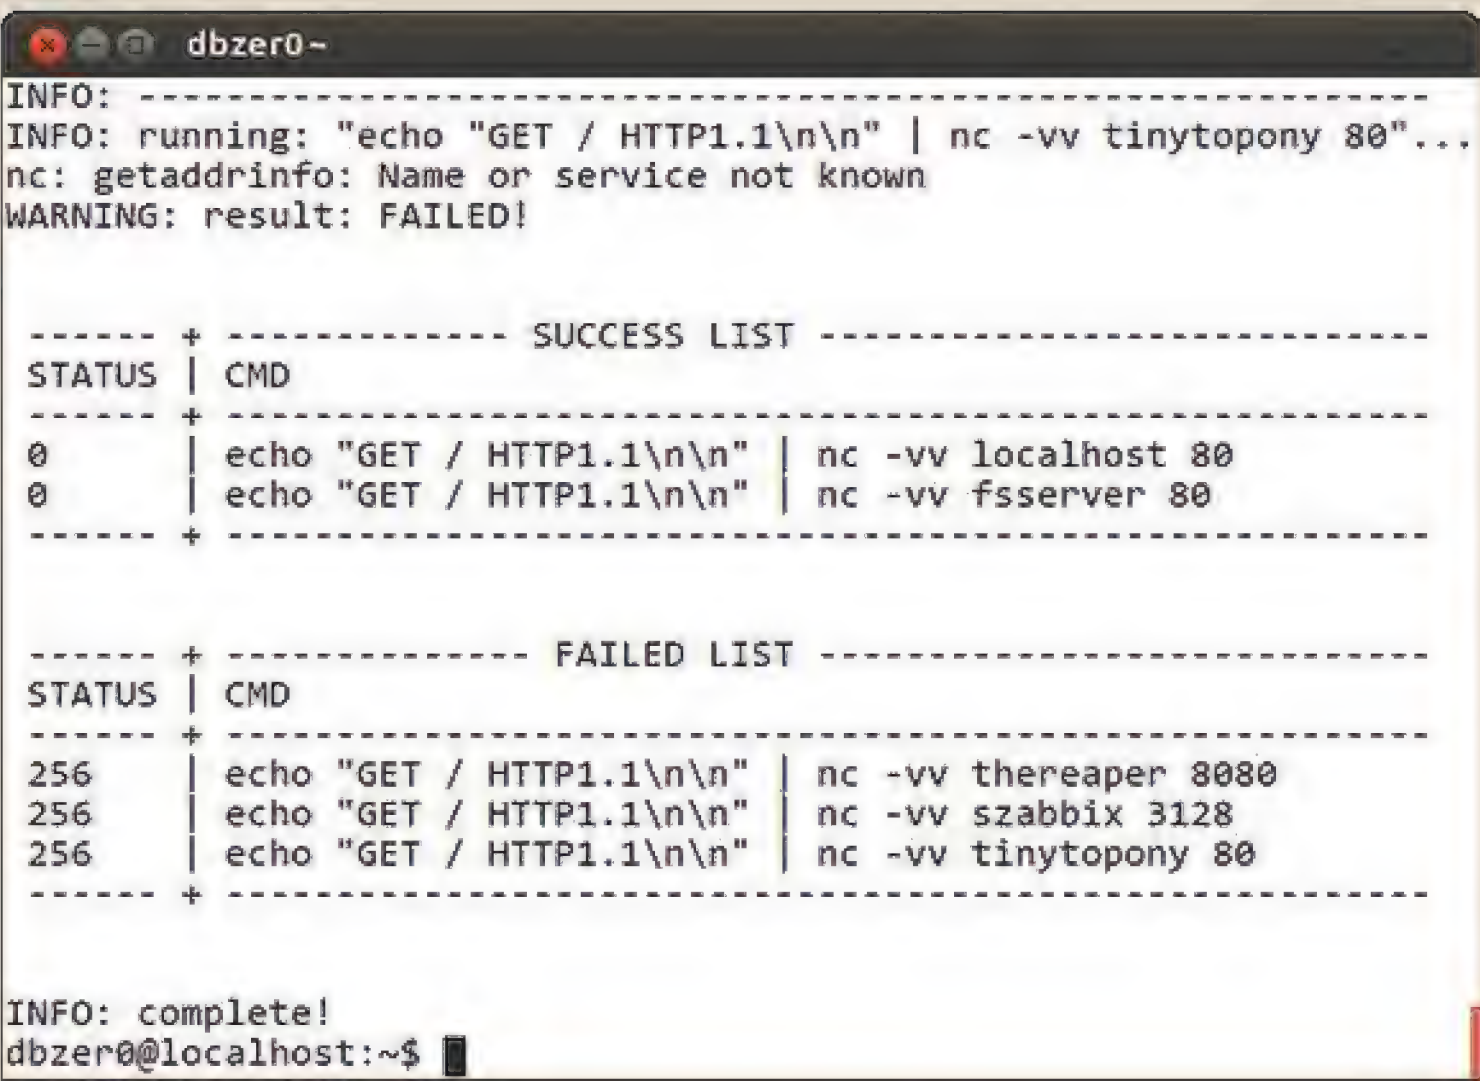 dbzer0~
INFO: -----------------------------------------------------------
INFO: running: "echo "GET / HTTP1.1\n\n" | nc -vv tinytopony 80"...
nc: getaddrinfo: Name or service not known
WARNING: result: FAILED!
------ + ------------- SUCCESS LIST ----------------------------
STATUS | CMD
------ + -------------------------------------------------------
0 | echo "GET / HTTP1.1\n\n" | nc -vv localhost 80
0 | echo "GET / HTTP1.1\n\n" | nc -vv fsserver 80
------ + -------------------------------------------------------
------ + -------------- FAILED LIST ----------------------------
STATUS | CMD
------ + -------------------------------------------------------
256 | echo "GET / HTTP1.1\n\n" | nc -vv thereaper 8080
256 | echo "GET / HTTP1.1\n\n" | nc -vv szabbix 3128
256 | echo "GET / HTTP1.1\n\n" | nc -vv tinytopony 80
------ + -------------------------------------------------------
INFO: complete!
dbzer0@localhost:~$